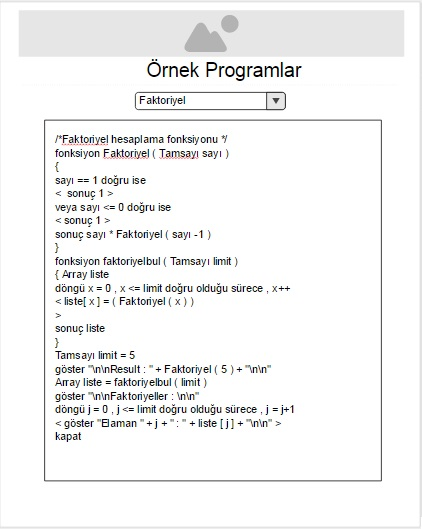 Örnek Programlar
Faktoriyel
/*Faktoriyel hesaplama fonksiyonu */
fonksiyon Faktoriyel ( Tamsayı sayı )
{
sayı == 1 doğru ise
< sonuç 1 >
veya sayı <= 0 doğru ise
< sonuç 1 >
sonuç sayı * Faktoriyel ( sayı -1 )
}
fonksiyon faktoriyelbul ( Tamsayı limit )
{ Array liste
döngü x = 0 , x <= limit doğru olduğu sürece , x++
< liste[ x ] = ( Faktoriyel ( x ) )
>
sonuç liste
}
Tamsayı limit = 5
göster "\n\nResult : " + Faktoriyel ( 5 ) + "\n\n"
Array liste = faktoriyelbul ( limit )
göster "\n\nFaktoriyeller : \n\n"
döngü j = 0 , j <= limit doğru olduğu sürece , j = j+1
< göster "Elaman " + j + " : " + liste [ j ] + "\n\n" >
kapat